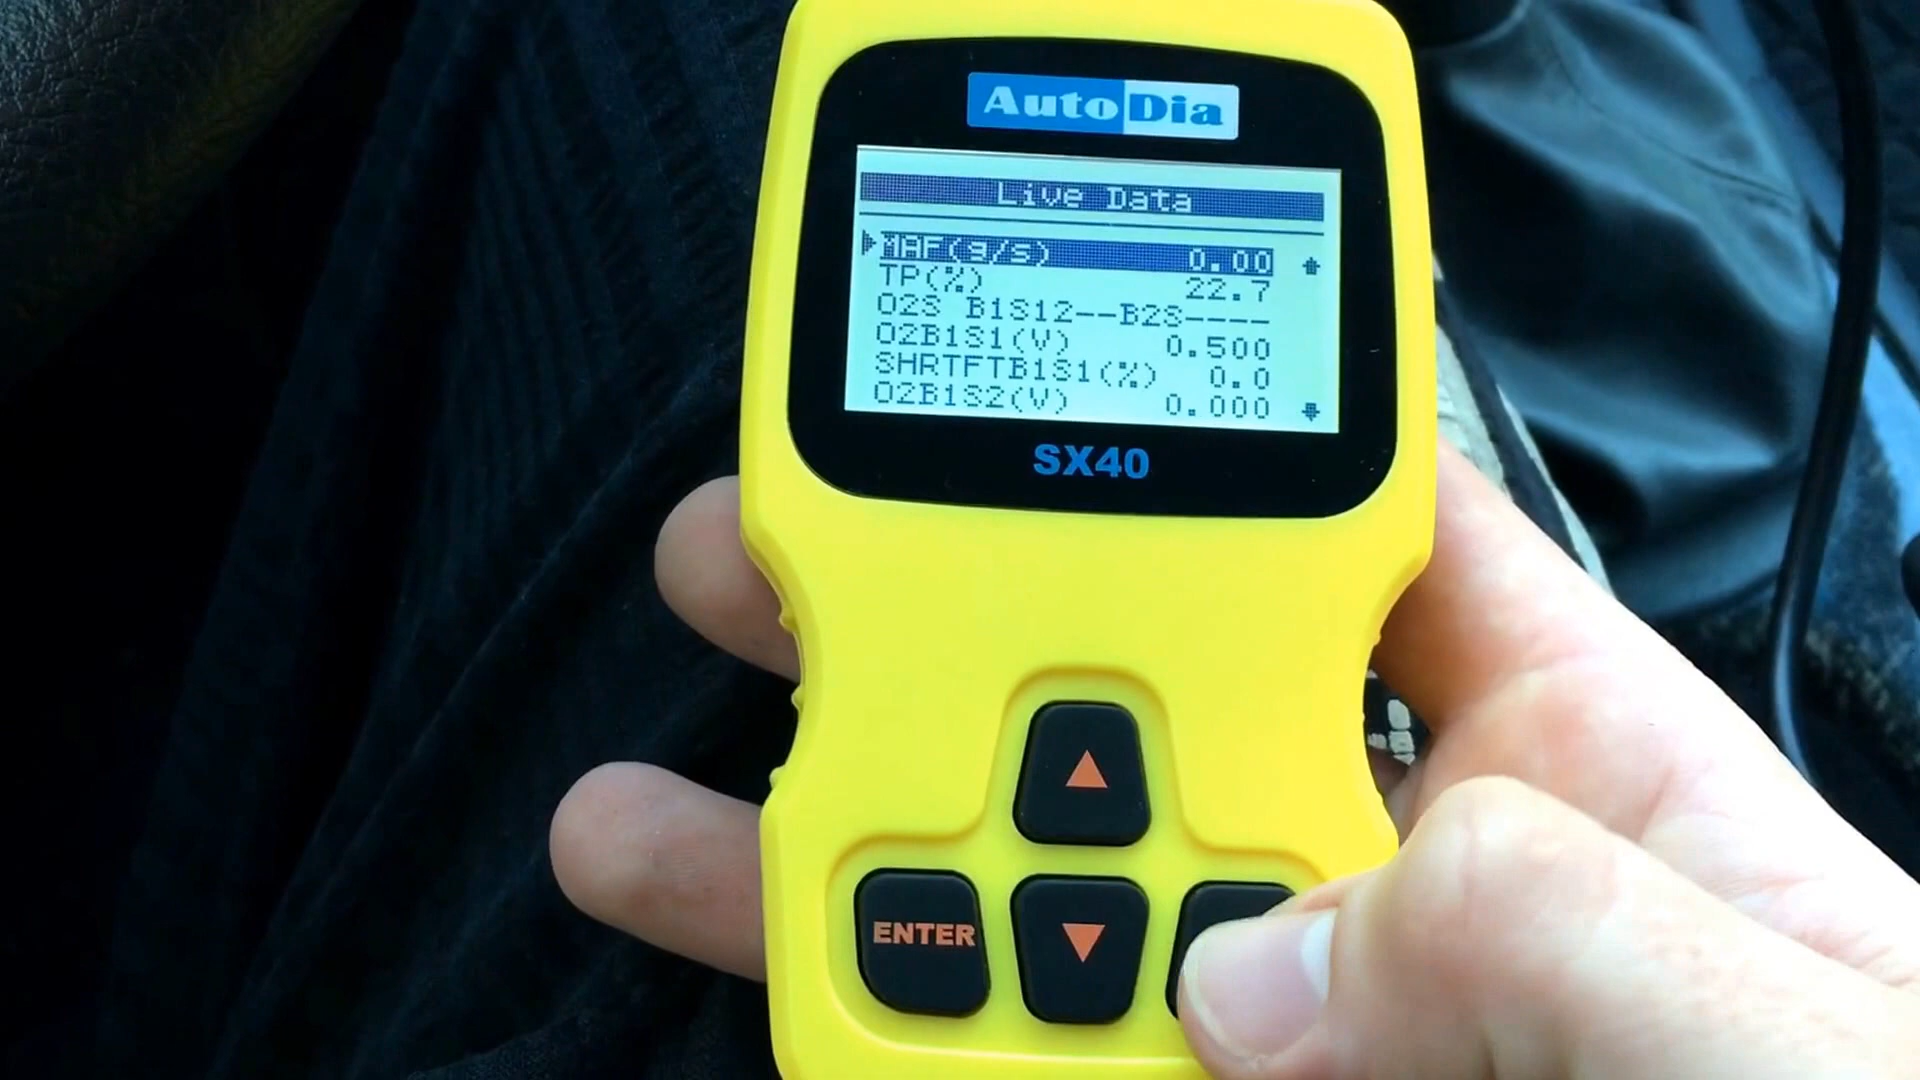 AutoDia
Live Data
MAF(g/s) 0.00
TP(%) 22.7
O2S B1S12--B2S----
O2B1S1(V) 0.500
SHRTFTB1S1(%) 0.0
O2B1S2(V) 0.000
SX40
ENTER